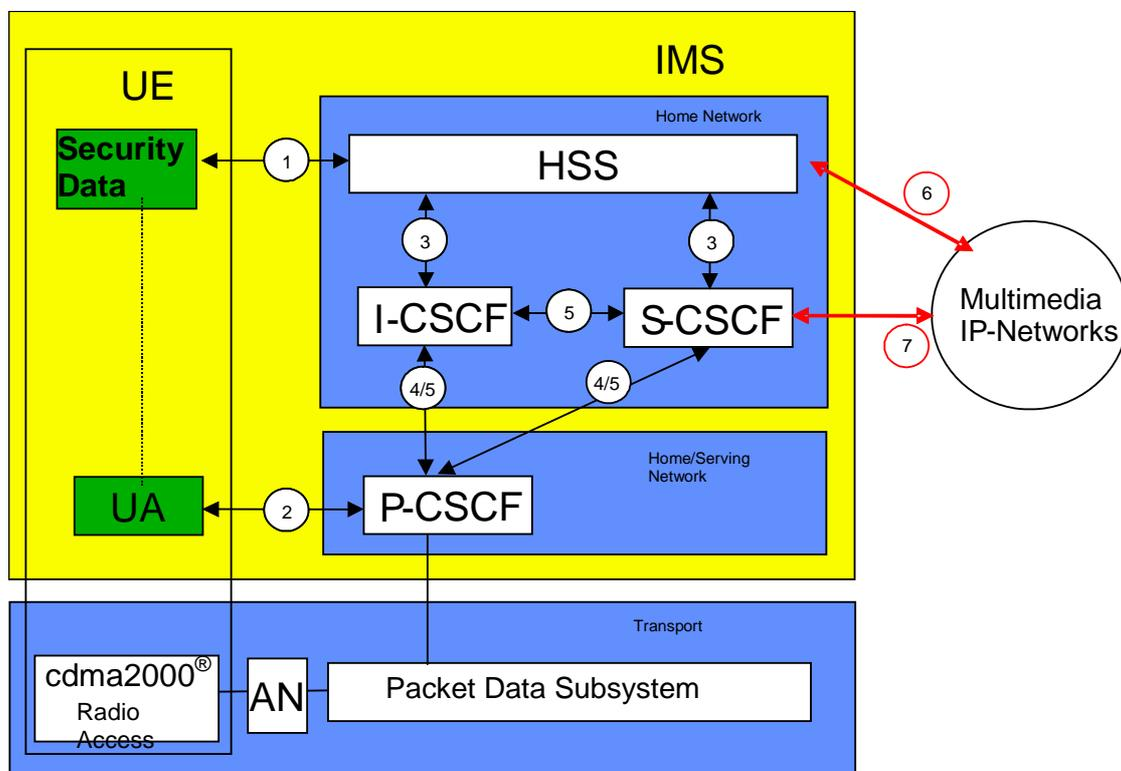 IMS
UE
Home Network
Security
Data
1
HSS
6
3
3
I-CSCF
5
S-CSCF
7
Multimedia
IP-Networks
4/5
4/5
Home/Serving
Network
UA
2
P-CSCF
Transport
cdma2000®
Radio
Access
AN
Packet Data Subsystem